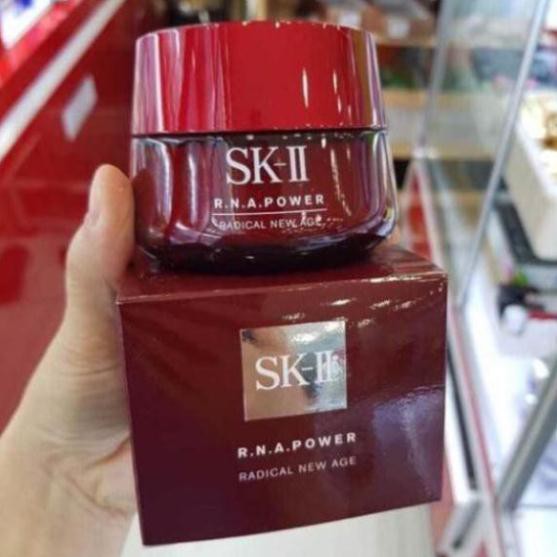 SK-II
R.N.A.POWER
RADICAL NEW AGE
SK-II
R.N.A.POWER
RADICAL NEW AGE